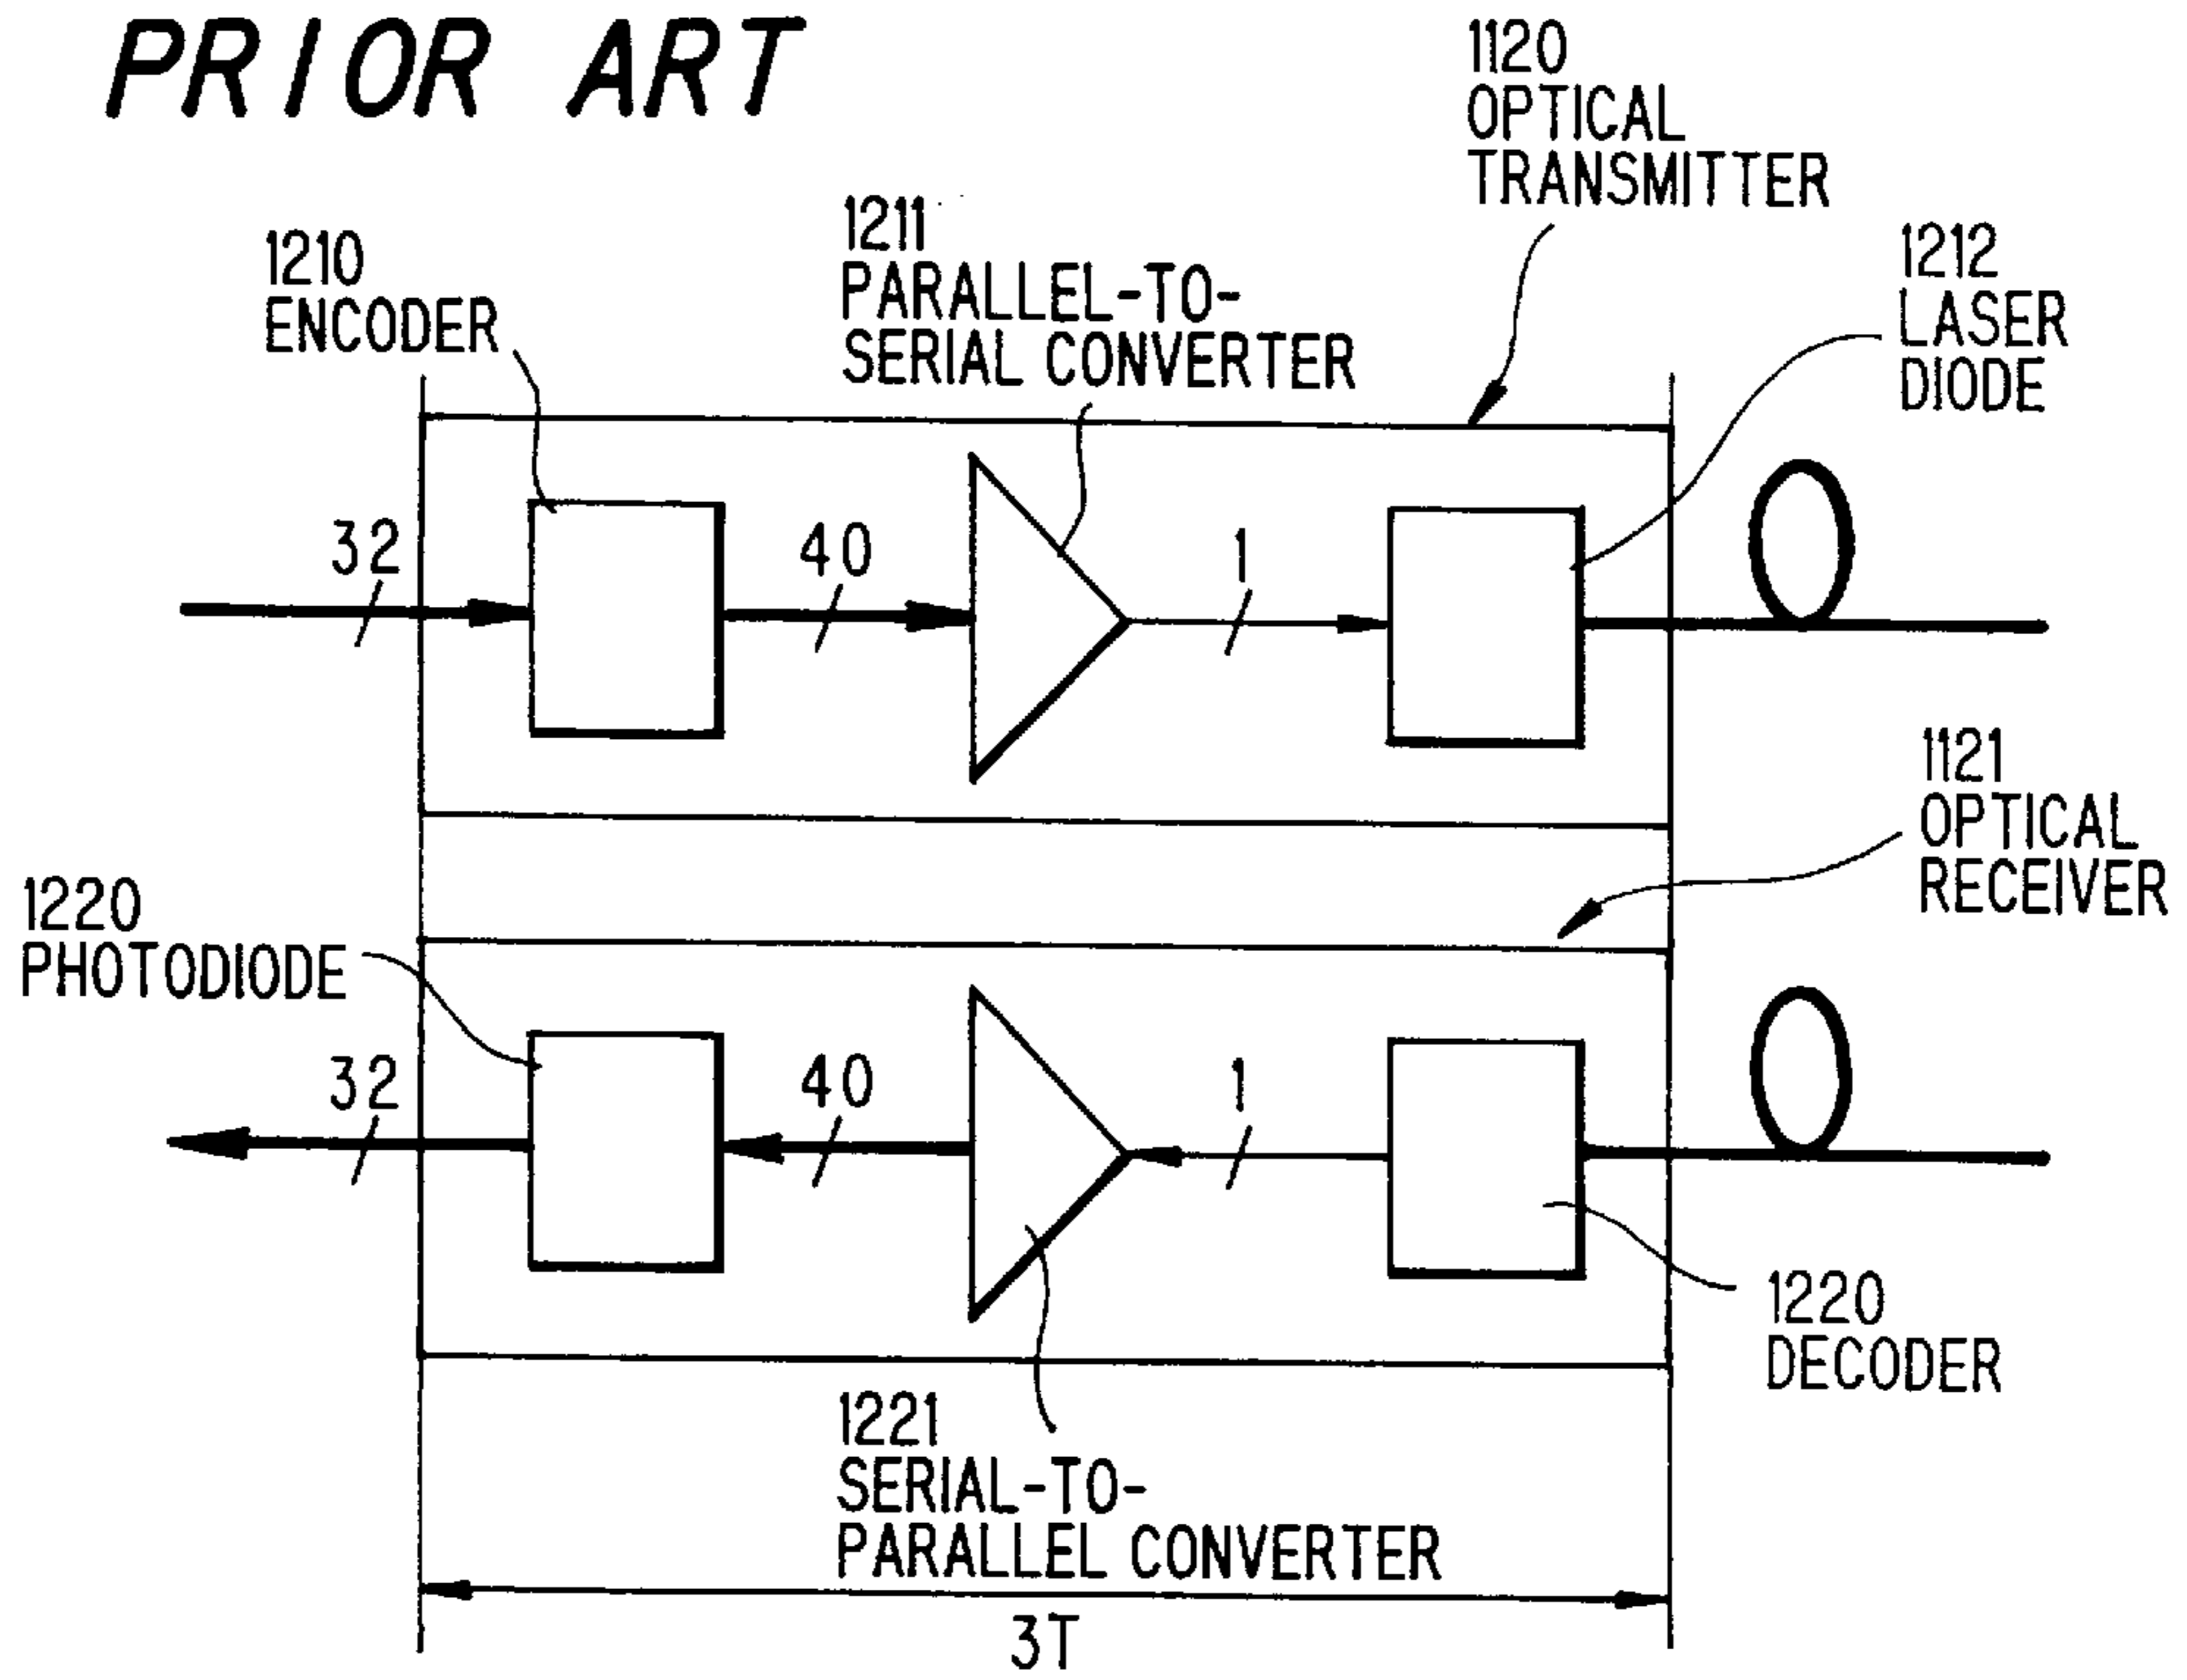 PRIOR ART
1120
OPTICAL
TRANSMITTER
1211
PARALLEL-TO-
SERIAL CONVERTER
1210
ENCODER
1212
LASER
DIODE
32
40
1
1121
OPTICAL
RECEIVER
1220
PHOTODIODE
32
40
1
1220
DECODER
1221
SERIAL-TO-
PARALLEL CONVERTER
3T